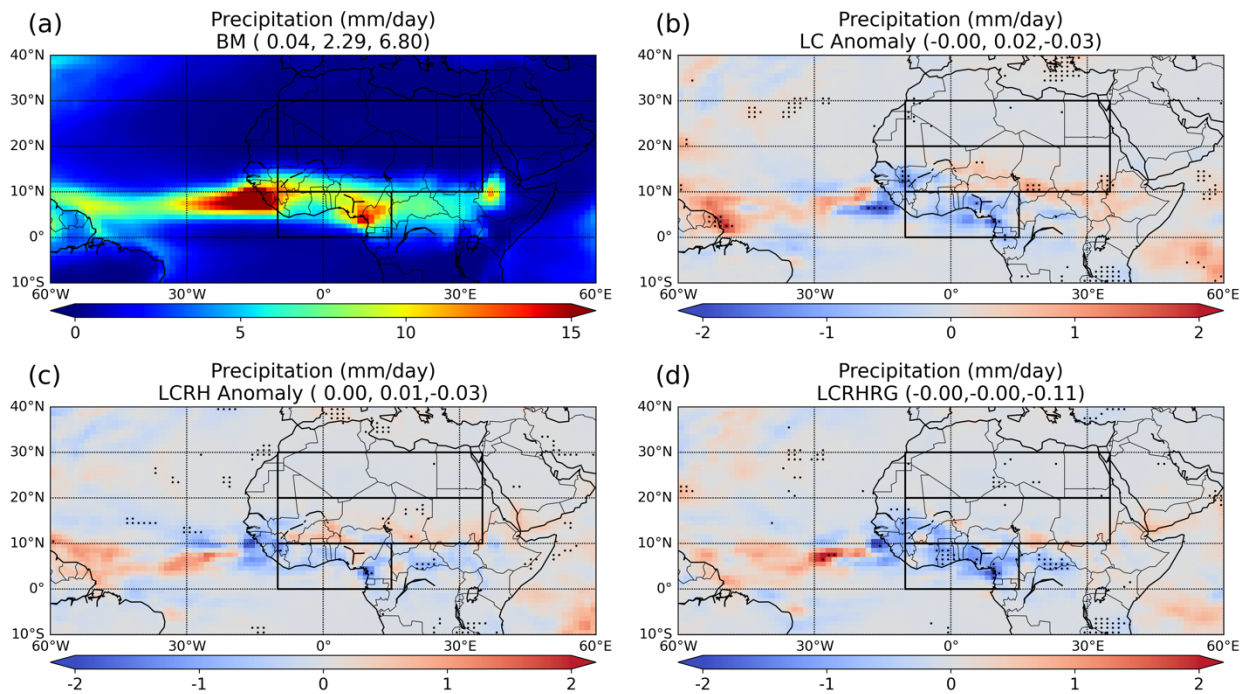 (a)
Precipitation (mm/day)
BM ( 0.04, 2.29, 6.80)
40°N
30°N
20°N
10°N
0°
10°S
60°W
30°W
0°
30°E
60°E
0
5
10
15
(b)
Precipitation (mm/day)
LC Anomaly (-0.00, 0.02,-0.03)
40°N
30°N
20°N
10°N
0°
10°S
60°W
30°W
0°
30°E
60°E
-2
-1
0
1
2
(c)
Precipitation (mm/day)
LCRH Anomaly ( 0.00, 0.01,-0.03)
40°N
30°N
20°N
10°N
0°
10°S
60°W
30°W
0°
30°E
60°E
-2
-1
0
1
2
(d)
Precipitation (mm/day)
LCRHRG (-0.00,-0.00,-0.11)
40°N
30°N
20°N
10°N
0°
10°S
60°W
30°W
0°
30°E
60°E
-2
-1
0
1
2